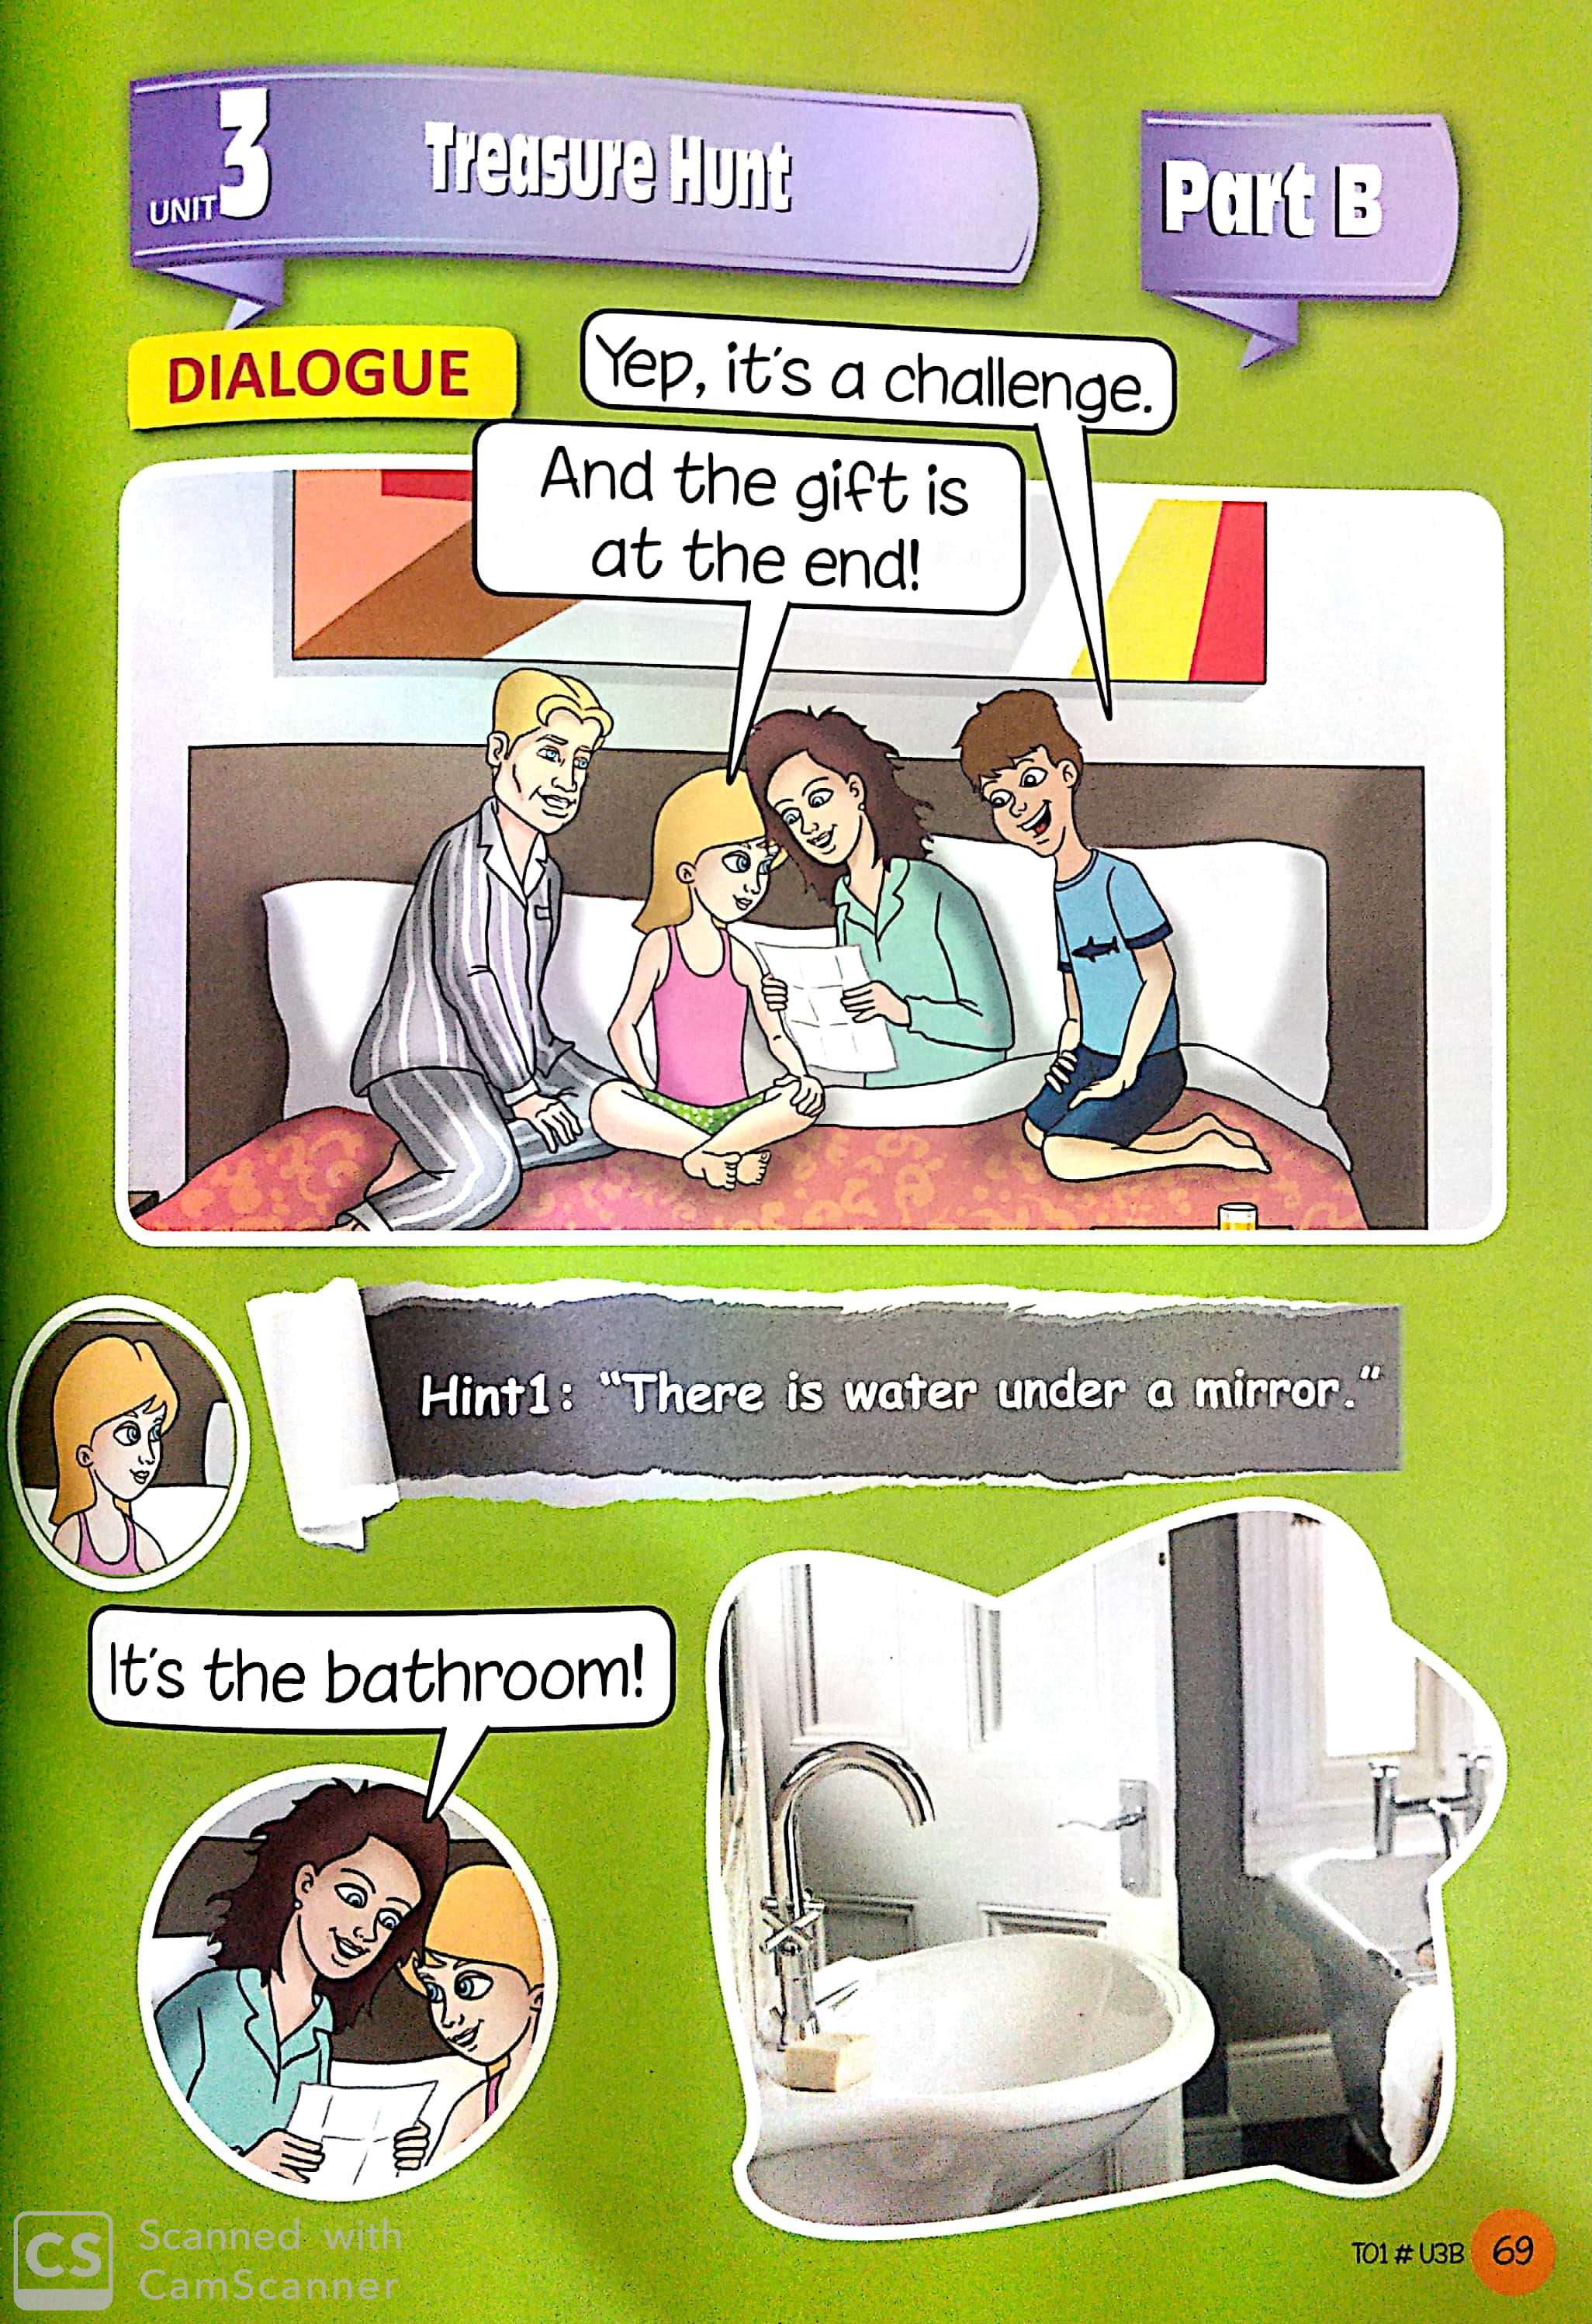 UNIT 3
Treasure Hunt
Part B
DIALOGUE
Yep, it's a challenge.
And the gift is
at the end!
Hint1: "There is water under a mirror."
It's the bathroom!
CS
Scanned with
CamScanner
T01 # U3B 69